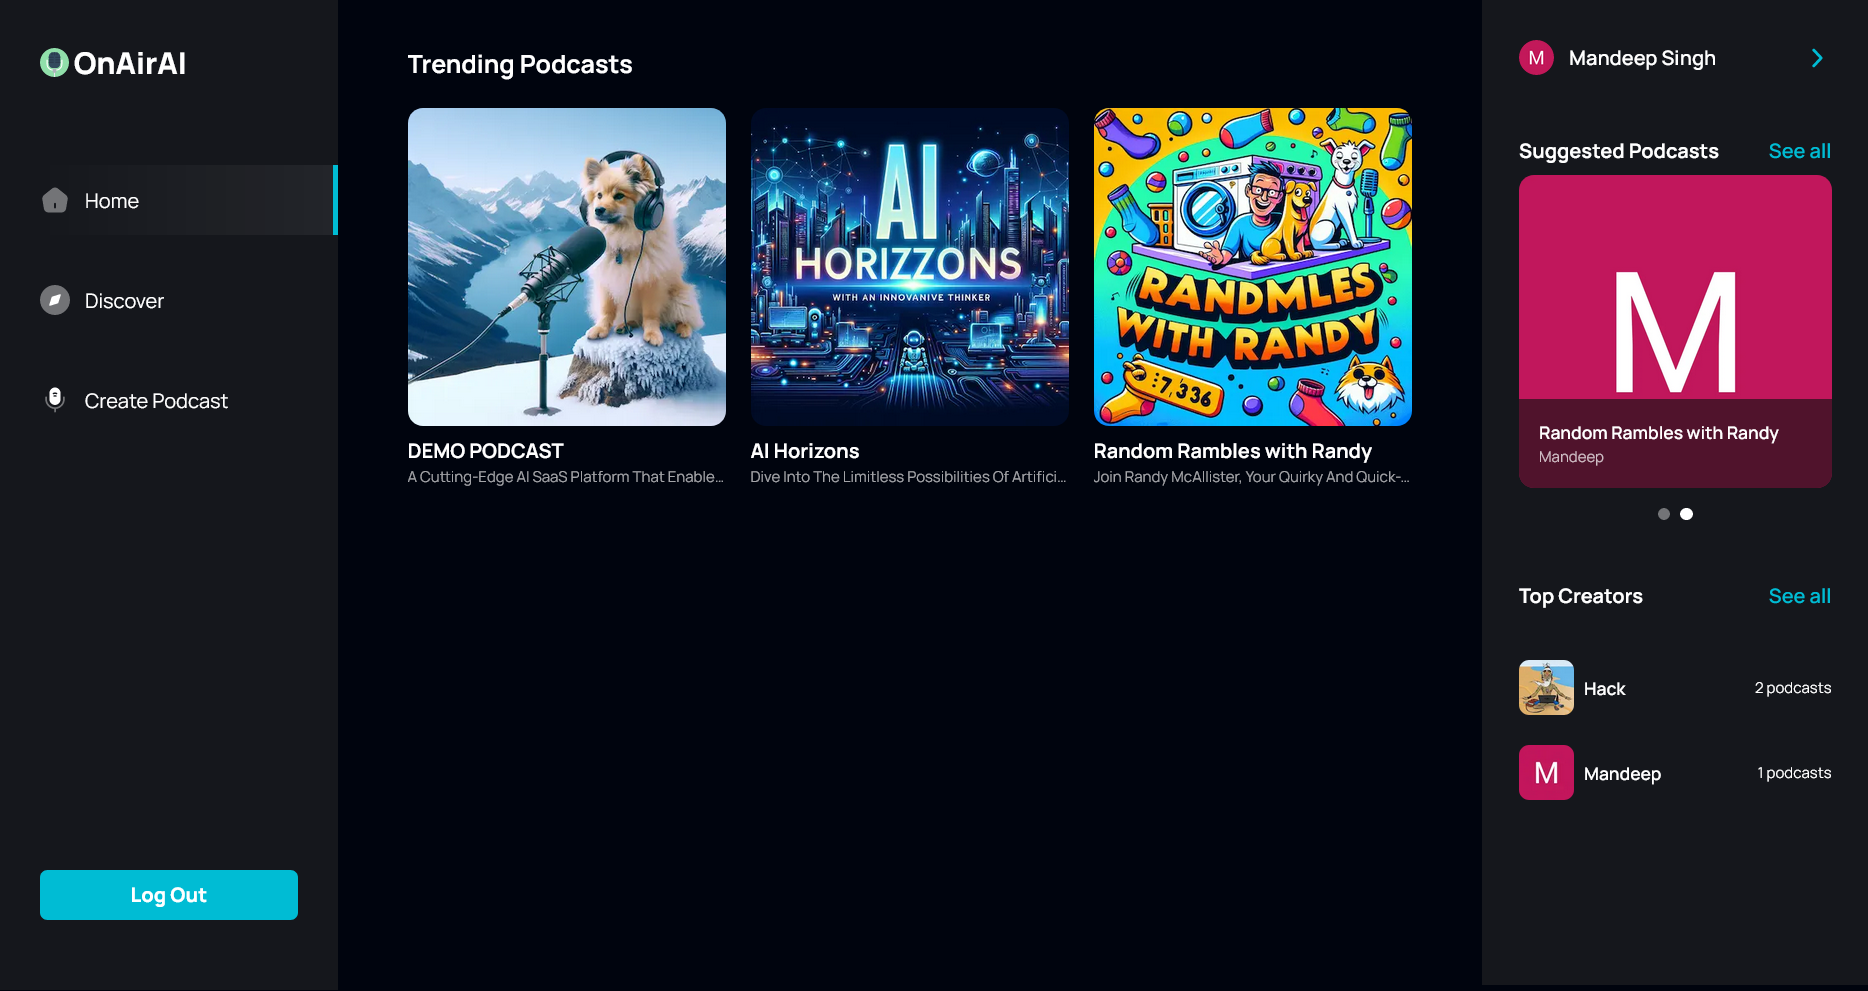 OnAirAI
Home
Discover
Create Podcast
Log Out
Trending Podcasts
AI
HORIZZONS
WITH AN INNOVANIVE THINKER
RANDMLES
WITH RANDY
:7,336
DEMO PODCAST
A Cutting-Edge AI SaaS Platform That Enable...
AI Horizons
Dive Into The Limitless Possibilities Of Artifici...
Random Rambles with Randy
Join Randy McAllister, Your Quirky And Quick-...
M
Mandeep Singh
Suggested Podcasts
See all
M
Random Rambles with Randy
Mandeep
Top Creators
See all
Hack
2 podcasts
M
Mandeep
1 podcasts